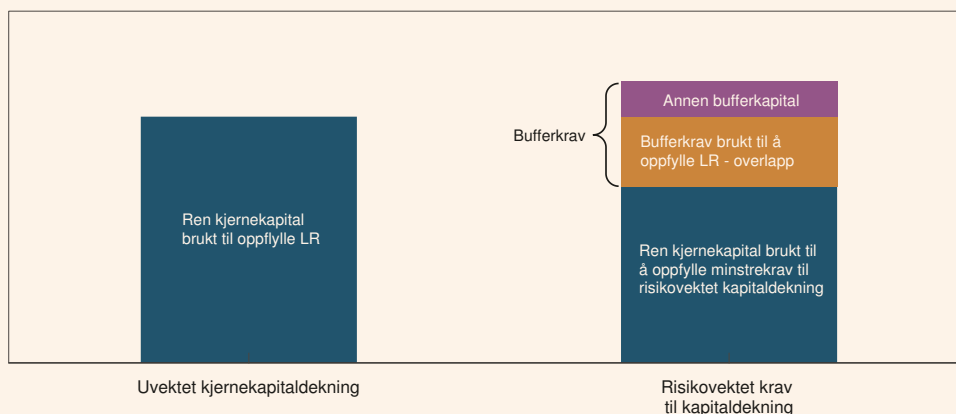 Annen bufferkapital
Bufferkrav
Bufferkrav brukt til å
oppfylle LR - overlapp
Ren kjernekapital
brukt til oppflylle LR
Ren kjernekapital brukt til
å oppfylle minstrekrav til
risikovektet kapitaldekning
Uvektet kjernekapitaldekning
Risikovektet krav
til kapitaldekning